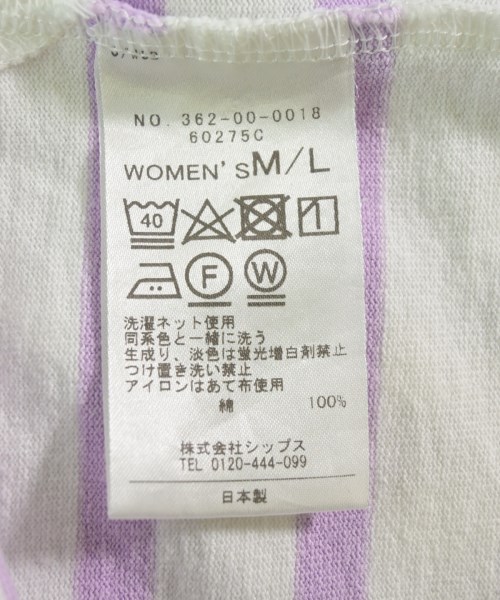 NO. 362-00-0018
60275C
WOMEN'S M/L
40
F W
洗濯ネット使用
同系色と一緒に洗う
生成り、淡色は蛍光増白剤禁止
つけ置き洗い禁止
アイロンはあて布使用
綿 100%
株式会社シップス
TEL 0120-444-099
日本製